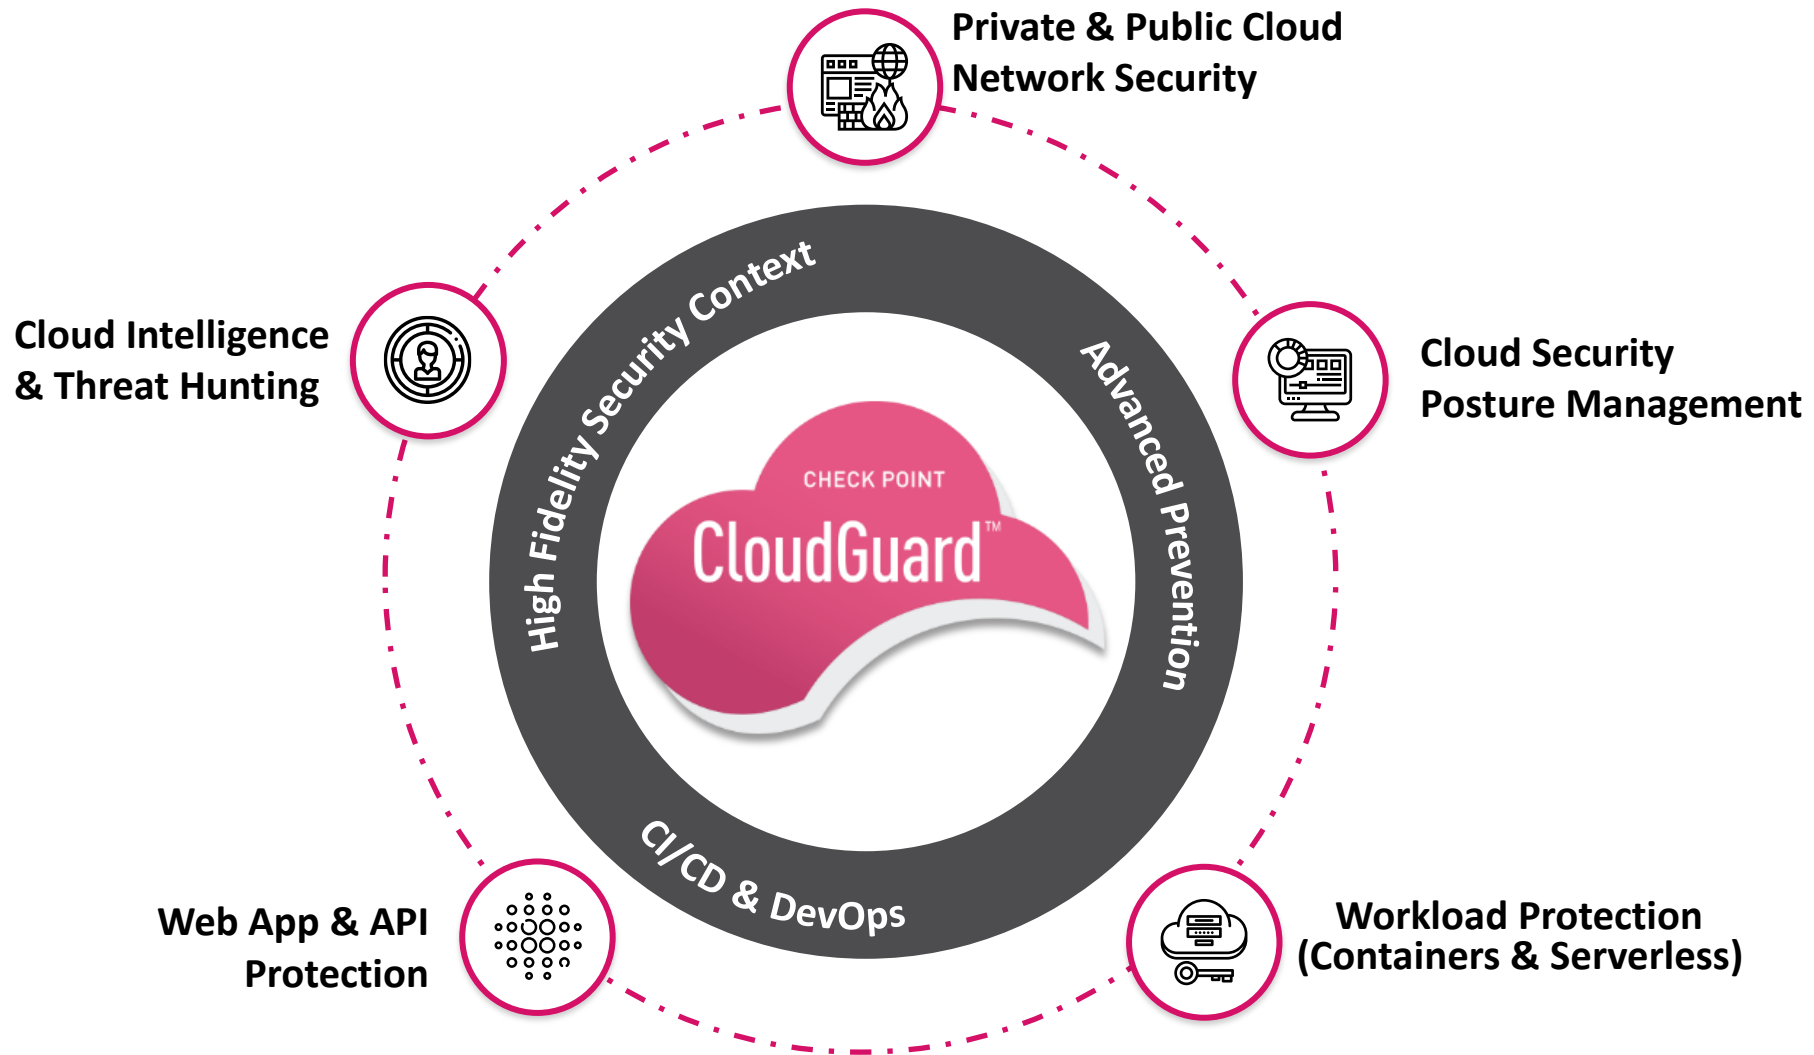 Private & Public Cloud
Network Security
Cloud Intelligence
& Threat Hunting
Cloud Security
Posture Management
High Fidelity Security Context
Advanced Prevention
CHECK POINT
CloudGuard™
CI/CD & DevOps
Web App & API
Protection
Workload Protection
(Containers & Serverless)